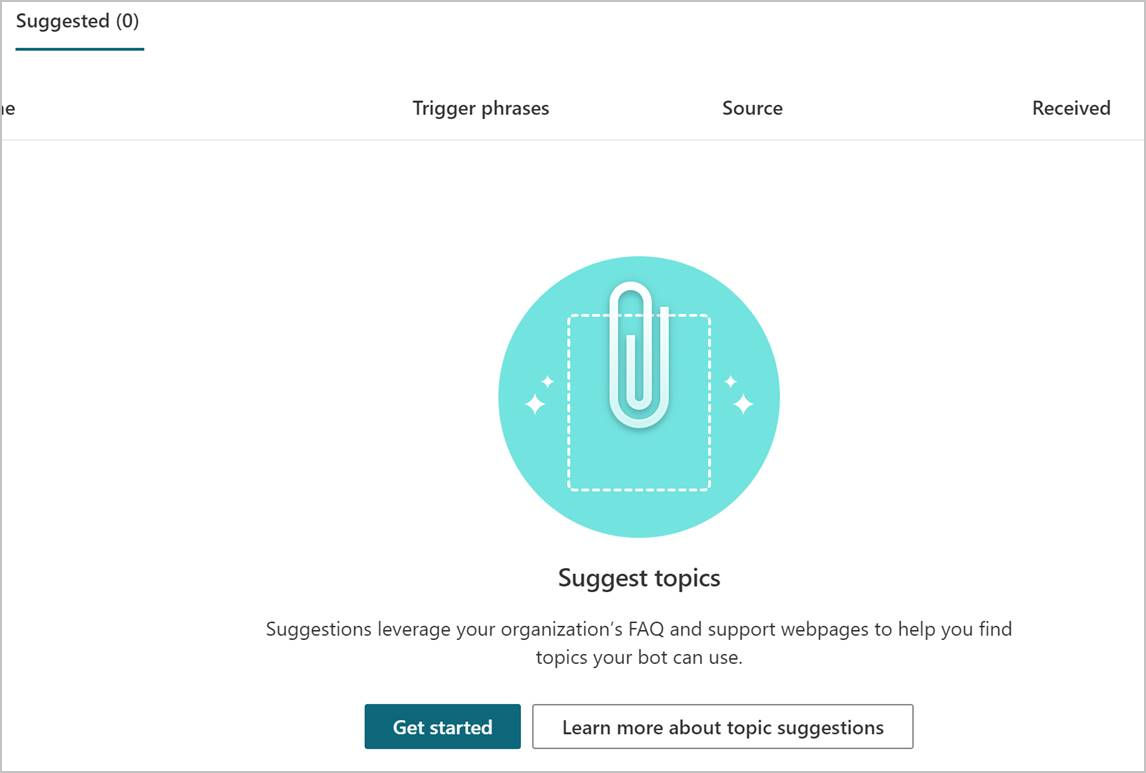 Suggested (0)
Trigger phrases Source Received
Suggest topics
Suggestions leverage your organization’s FAQ and support webpages to help you find
topics your bot can use.
Get started Learn more about topic suggestions